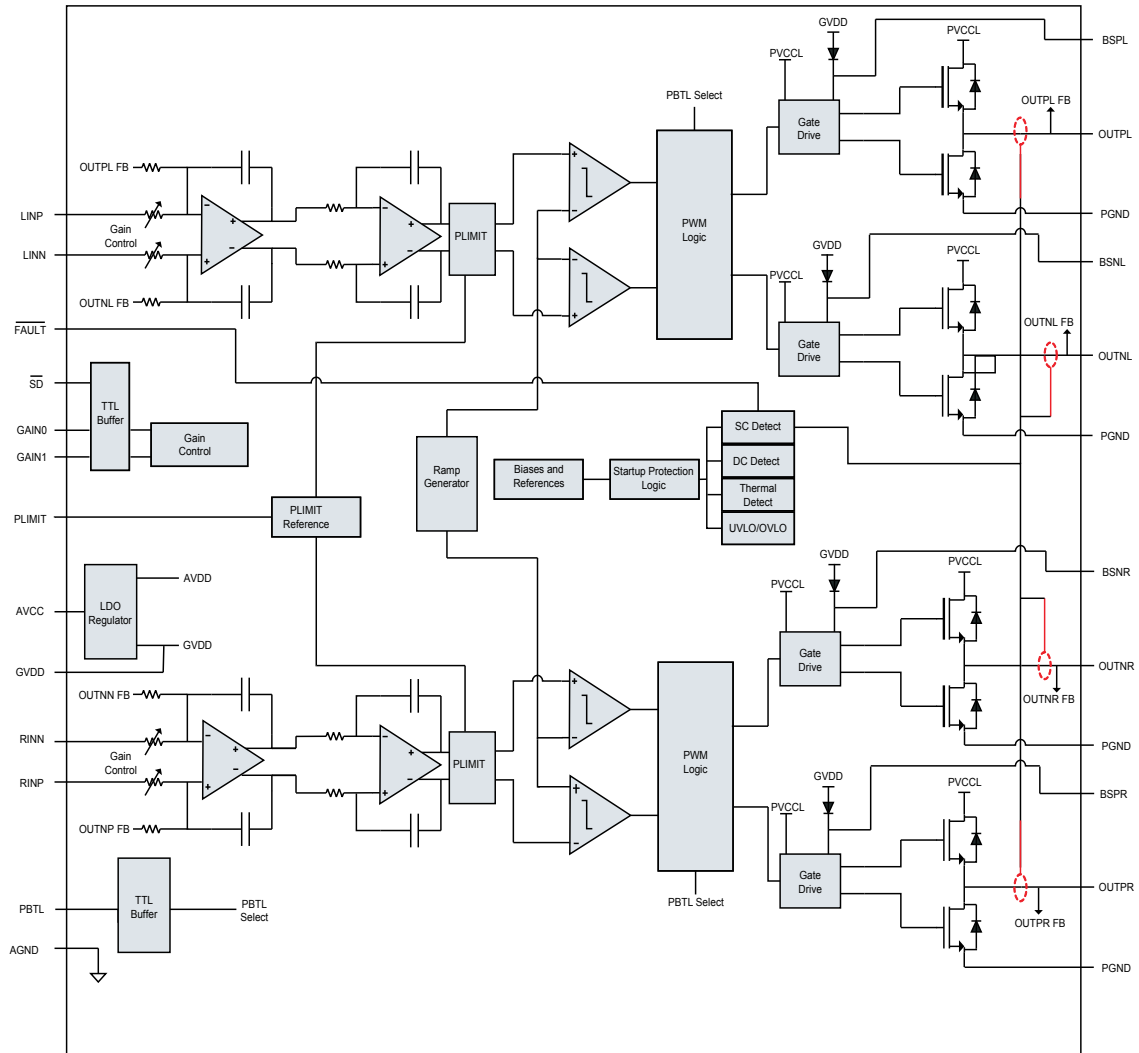 GVDD
BSPL
PVCCL
PVCCL
PBTL Select
OUTPL FB
Gate
Drive
OUTPL
OUTPL FB
PWM
Logic
LINP
PLIMIT
PGND
Gain
Control
GVDD
LINN
PVCCL
BSNL
PVCCL
OUTNL FB
OUTNL FB
FAULT
Gate
Drive
OUTNL
SD
TTL
Buffer
GAIN0
SC Detect
PGND
Gain
Control
GAIN1
Ramp
Generator
Biases and
References
Startup Protection
Logic
DC Detect
Thermal
Detect
PLIMIT
PLIMIT
Reference
UVLO/OVLO
GVDD
PVCCL
BSNR
AVDD
LDO
Regulator
PVCCL
AVCC
GVDD
Gate
Drive
GVDD
OUTNR
OUTNN FB
OUTNR FB
RINN
PWM
Logic
PGND
Gain
Control
PLIMIT
GVDD
RINP
PVCCL
BSPR
PVCCL
OUTNP FB
Gate
Drive
OUTPR
PBTL Select
PBTL
TTL
Buffer
PBTL
Select
OUTPR FB
AGND
PGND